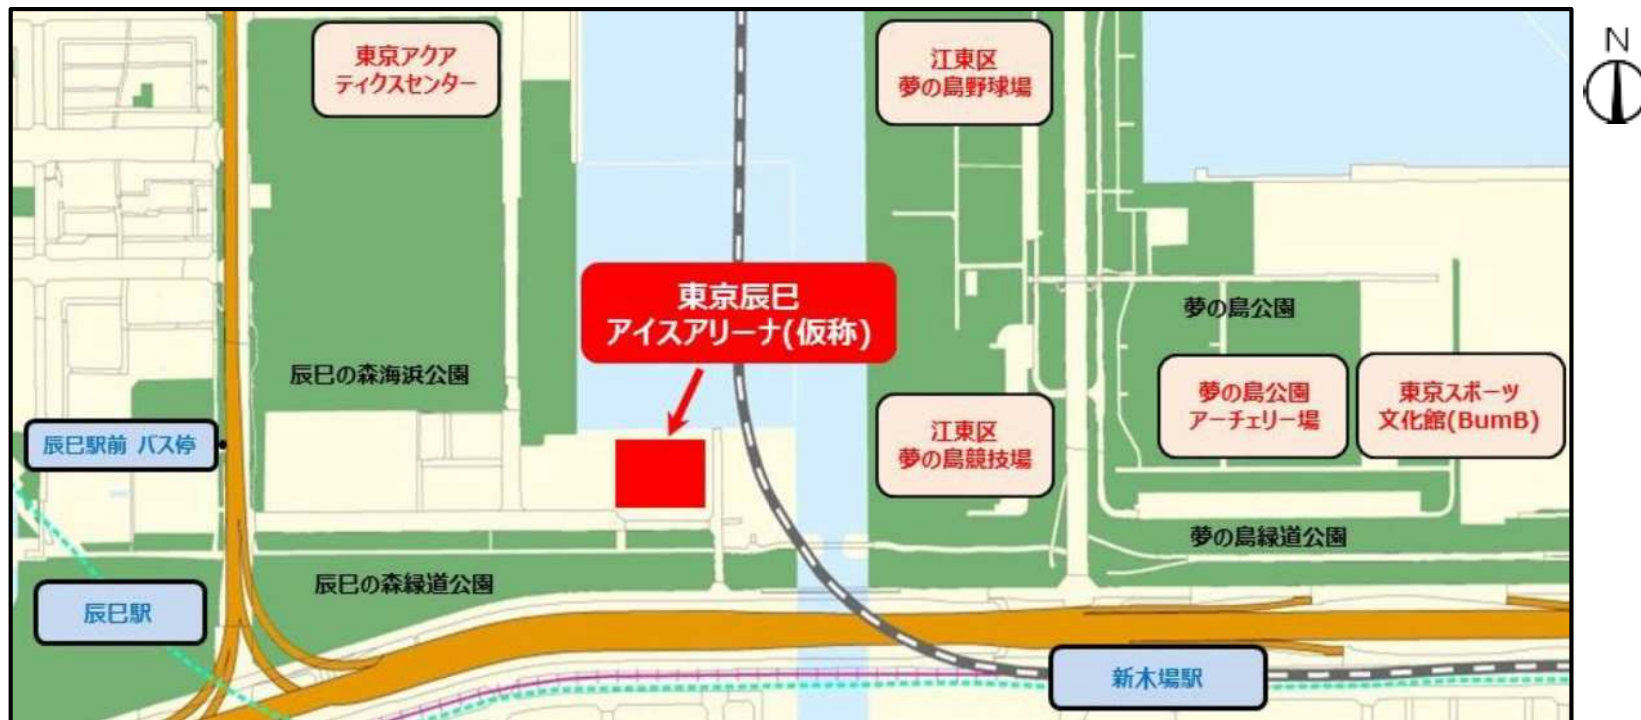 N
東京アクア
ティクスセンター
江東区
夢の島野球場
東京辰巳
アイスアリーナ(仮称)
夢の島公園
辰巳の森海浜公園
夢の島公園
アーチェリー場
東京スポーツ
文化館(BumB)
辰巳駅前 バス停
江東区
夢の島競技場
夢の島緑道公園
辰巳の森緑道公園
辰巳駅
新木場駅